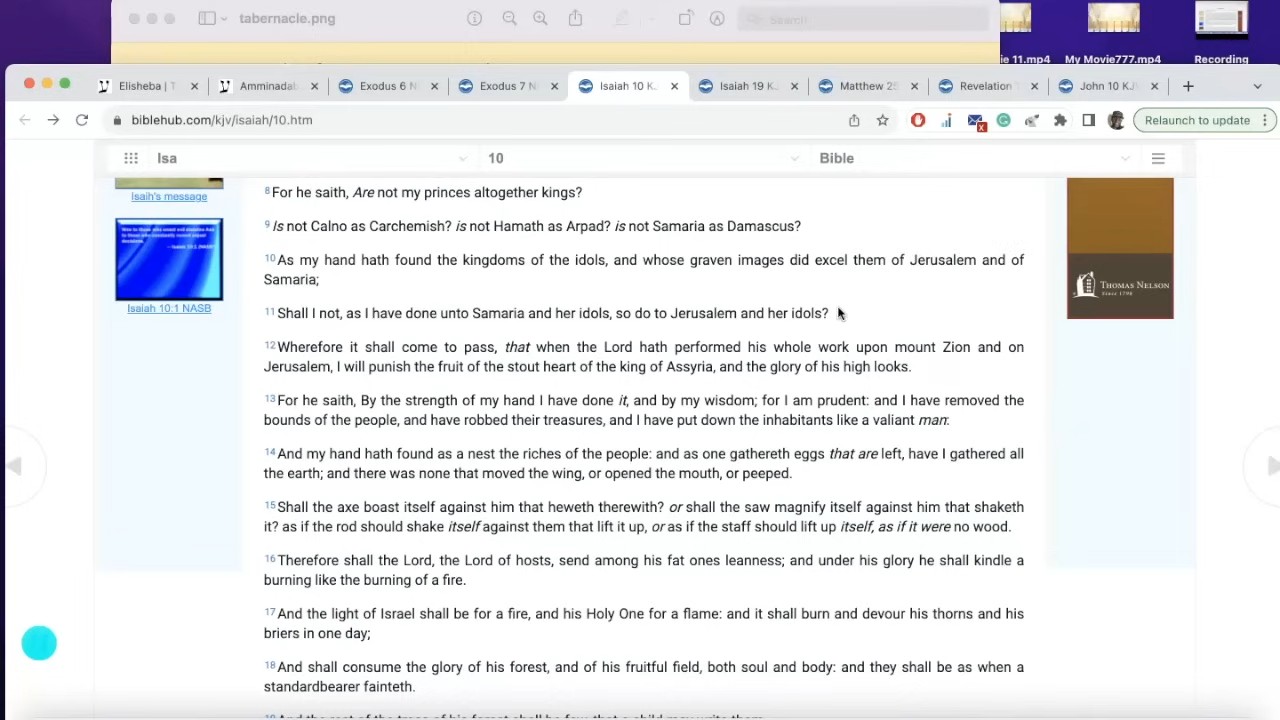 tabernacle.png
Search
ie 11.mp4
My Movie777.mp4
Recording
Elisheba | T
Amminadab
Exodus 6 N
Exodus 7 N
Isaiah 10 K
Isaiah 19 K
Matthew 25
Revelation
John 10 KJV
biblehub.com/kjv/isaiah/10.htm
Relaunch to update
Isa
10
Bible
Isaih's message
Isaiah 10:1 NASB
THOMAS NELSON
Since 1798
8 For he saith, Are not my princes altogether kings?
9 Is not Calno as Carchemish? is not Hamath as Arpad? is not Samaria as Damascus?
10 As my hand hath found the kingdoms of the idols, and whose graven images did excel them of Jerusalem and of
Samaria;
11 Shall I not, as I have done unto Samaria and her idols, so do to Jerusalem and her idols?
12 Wherefore it shall come to pass, that when the Lord hath performed his whole work upon mount Zion and on
Jerusalem, I will punish the fruit of the stout heart of the king of Assyria, and the glory of his high looks.
13 For he saith, By the strength of my hand I have done it, and by my wisdom; for I am prudent: and I have removed the
bounds of the people, and have robbed their treasures, and I have put down the inhabitants like a valiant man:
14 And my hand hath found as a nest the riches of the people: and as one gathereth eggs that are left, have I gathered all
the earth; and there was none that moved the wing, or opened the mouth, or peeped.
15 Shall the axe boast itself against him that heweth therewith? or shall the saw magnify itself against him that shaketh
it? as if the rod should shake itself against them that lift it up, or as if the staff should lift up itself, as if it were no wood.
16 Therefore shall the Lord, the Lord of hosts, send among his fat ones leanness; and under his glory he shall kindle a
burning like the burning of a fire.
17 And the light of Israel shall be for a fire, and his Holy One for a flame: and it shall burn and devour his thorns and his
briers in one day;
18 And shall consume the glory of his forest, and of his fruitful field, both soul and body: and they shall be as when a
standardbearer fainteth.